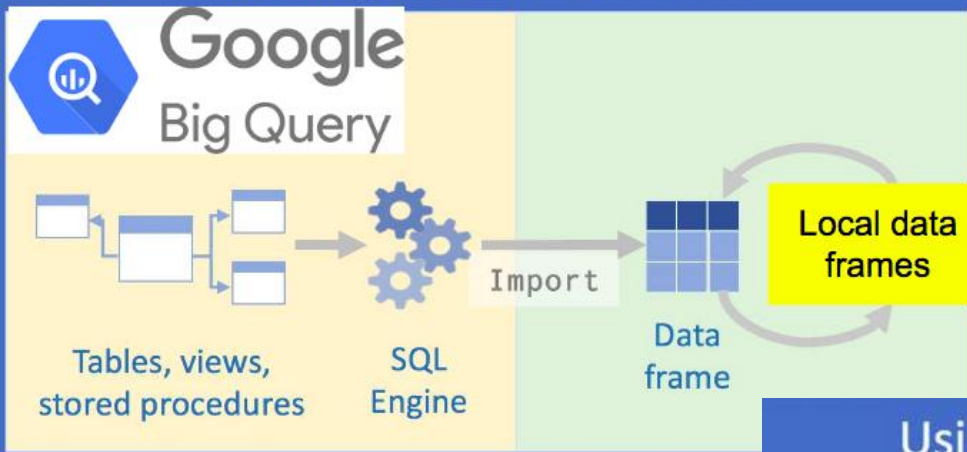 Google
Big Query
Import
Local data
frames
Tables, views,
stored procedures
SQL
Engine
Data
frame